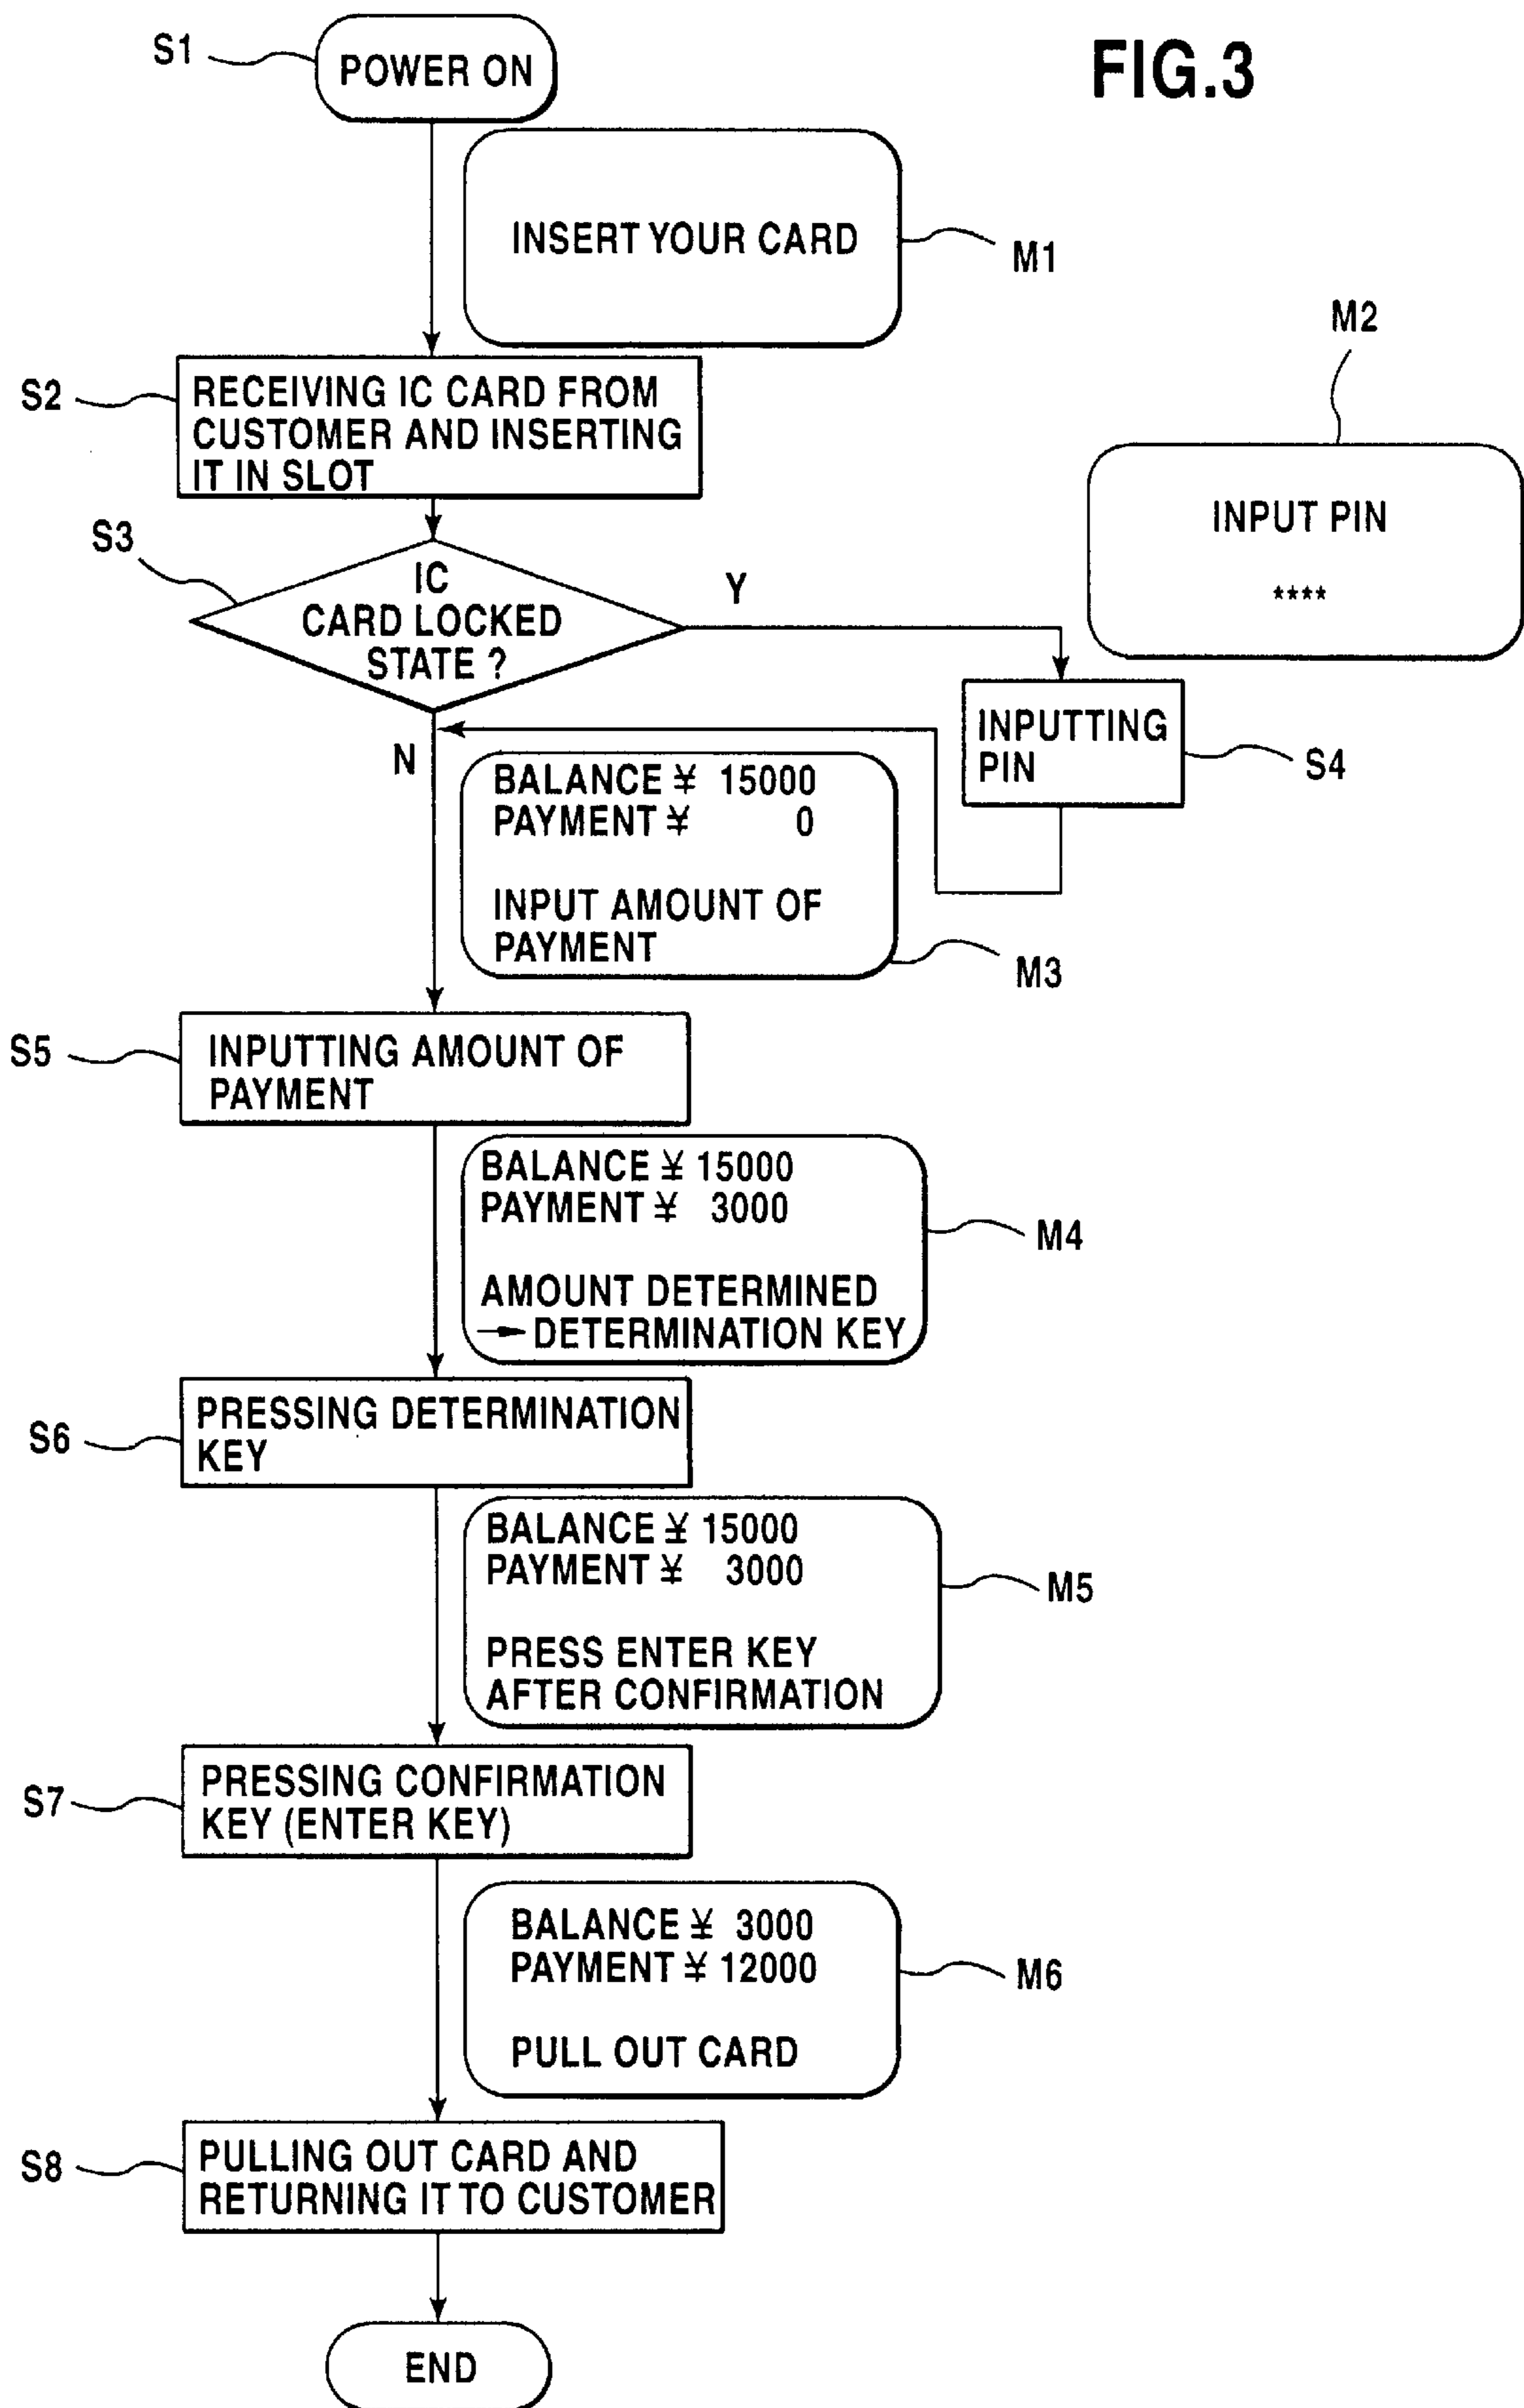 FIG.3
S1
POWER ON
INSERT YOUR CARD
M1
S2
RECEIVING IC CARD FROM
CUSTOMER AND INSERTING
IT IN SLOT
M2
INPUT PIN
****
S3
IC
CARD LOCKED
STATE ?
Y
N
INPUTTING
PIN
S4
BALANCE ¥ 15000
PAYMENT ¥ 0
INPUT AMOUNT OF
PAYMENT
M3
S5
INPUTTING AMOUNT OF
PAYMENT
BALANCE ¥ 15000
PAYMENT ¥ 3000
AMOUNT DETERMINED
→ DETERMINATION KEY
M4
S6
PRESSING DETERMINATION
KEY
BALANCE ¥ 15000
PAYMENT ¥ 3000
PRESS ENTER KEY
AFTER CONFIRMATION
M5
S7
PRESSING CONFIRMATION
KEY (ENTER KEY)
BALANCE ¥ 3000
PAYMENT ¥ 12000
PULL OUT CARD
M6
S8
PULLING OUT CARD AND
RETURNING IT TO CUSTOMER
END